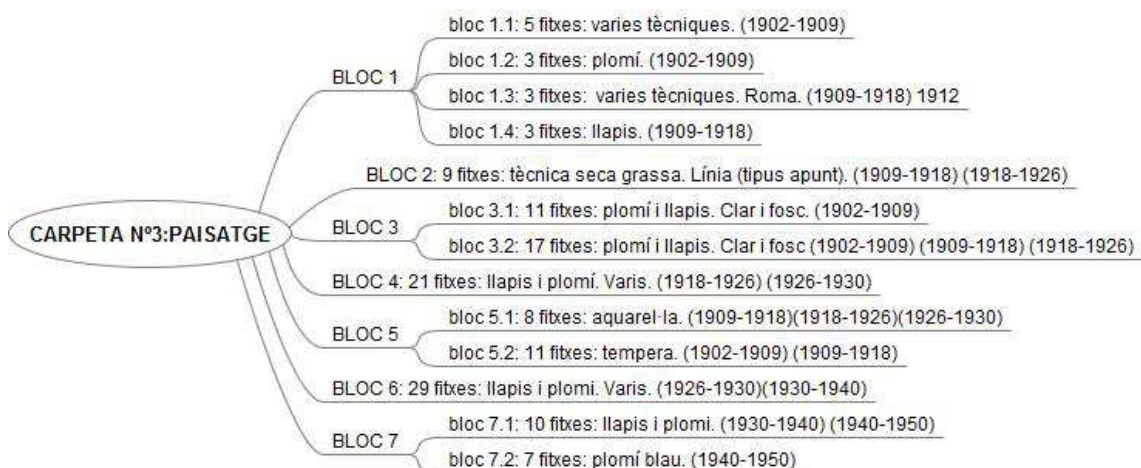 CARPETA Nº3:PAISATGE
BLOC 1
bloc 1.1: 5 fitxes: varies tècniques. (1902-1909)
bloc 1.2: 3 fitxes: plomí. (1902-1909)
bloc 1.3: 3 fitxes: varies tècniques. Roma. (1909-1918) 1912
bloc 1.4: 3 fitxes: llapis. (1909-1918)
BLOC 2: 9 fitxes: tècnica seca grassa. Línia (tipus apunt). (1909-1918) (1918-1926)
BLOC 3
bloc 3.1: 11 fitxes: plomí i llapis. Clar i fosc. (1902-1909)
bloc 3.2: 17 fitxes: plomí i llapis. Clar i fosc (1902-1909) (1909-1918) (1918-1926)
BLOC 4: 21 fitxes: llapis i plomí. Varis. (1918-1926) (1926-1930)
BLOC 5
bloc 5.1: 8 fitxes: aquarel·la. (1909-1918)(1918-1926)(1926-1930)
bloc 5.2: 11 fitxes: tempera. (1902-1909) (1909-1918)
BLOC 6: 29 fitxes: llapis i plomi. Varis. (1926-1930)(1930-1940)
BLOC 7
bloc 7.1: 10 fitxes: llapis i plomi. (1930-1940) (1940-1950)
bloc 7.2: 7 fitxes: plomí blau. (1940-1950)